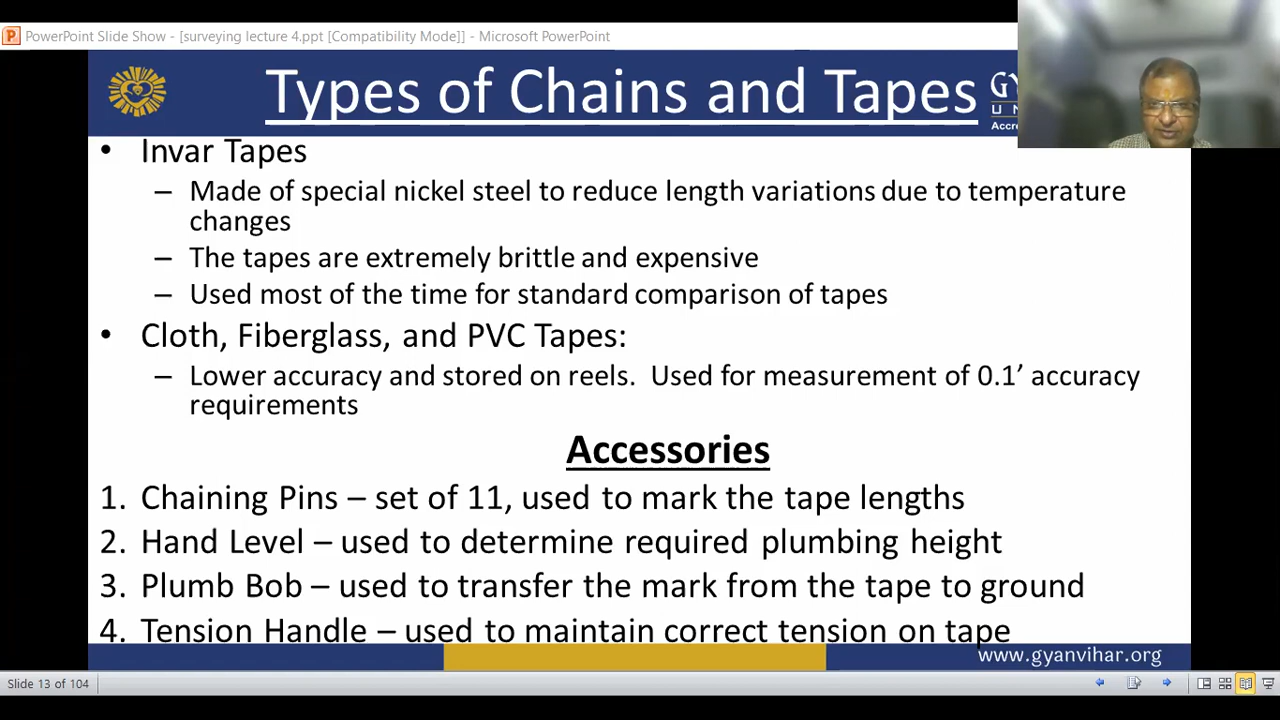 PowerPoint Slide Show - [surveying lecture 4.ppt [Compatibility Mode]] - Microsoft PowerPoint
Types of Chains and Tapes
GY
UN
Accre
• Invar Tapes
– Made of special nickel steel to reduce length variations due to temperature
changes
– The tapes are extremely brittle and expensive
– Used most of the time for standard comparison of tapes
• Cloth, Fiberglass, and PVC Tapes:
– Lower accuracy and stored on reels.  Used for measurement of 0.1’ accuracy
requirements
Accessories
1. Chaining Pins – set of 11, used to mark the tape lengths
2. Hand Level – used to determine required plumbing height
3. Plumb Bob – used to transfer the mark from the tape to ground
4. Tension Handle – used to maintain correct tension on tape
www.gyanvihar.org
Slide 13 of 104